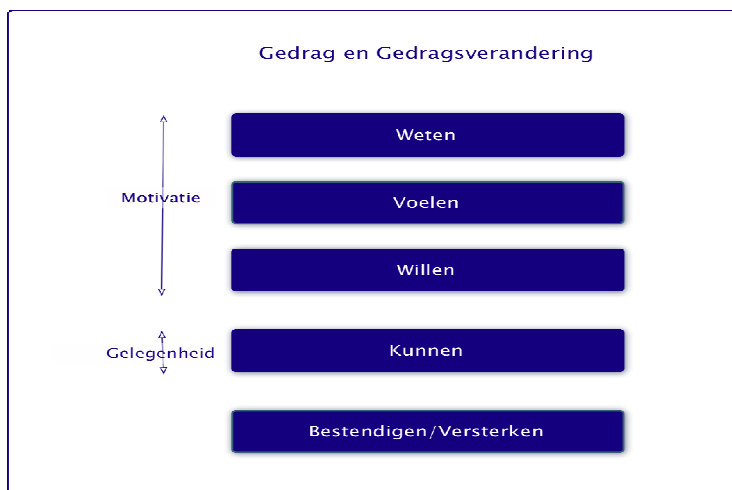 Gedrag en Gedragsverandering
Weten
Motivatie
Voelen
Willen
Gelegenheid
Kunnen
Bestendigen/Versterken